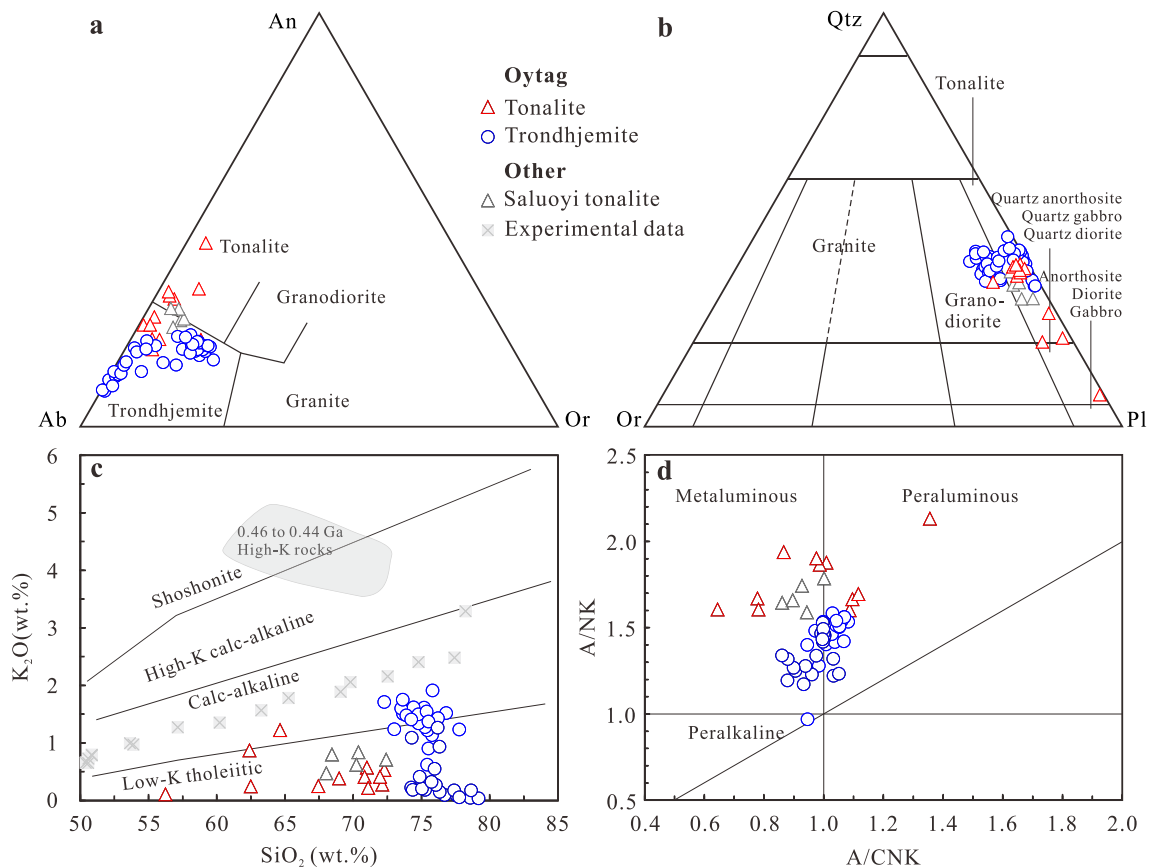 a
An
Oytag
Tonalite
Trondhjemite
Other
Saluoyi tonalite
Experimental data
Tonalite
Granodiorite
Trondhjemite
Granite
Ab
Or
b
Qtz
Tonalite
Quartz anorthosite
Quartz gabbro
Quartz diorite
Anorthosite
Diorite
Gabbro
Granite
Grano-
diorite
Or
Pl
c
6
5
4
3
2
1
0
K₂O(wt.%)
0.46 to 0.44 Ga
High-K rocks
Shoshonite
High-K calc-alkaline
Calc-alkaline
Low-K tholeiitic
50
55
60
65
70
75
80
85
SiO₂ (wt.%)
d
2.5
2.0
1.5
1.0
0.5
A/NK
Metaluminous
Peraluminous
Peralkaline
0.4
0.6
0.8
1.0
1.2
1.4
1.6
1.8
2.0
A/CNK